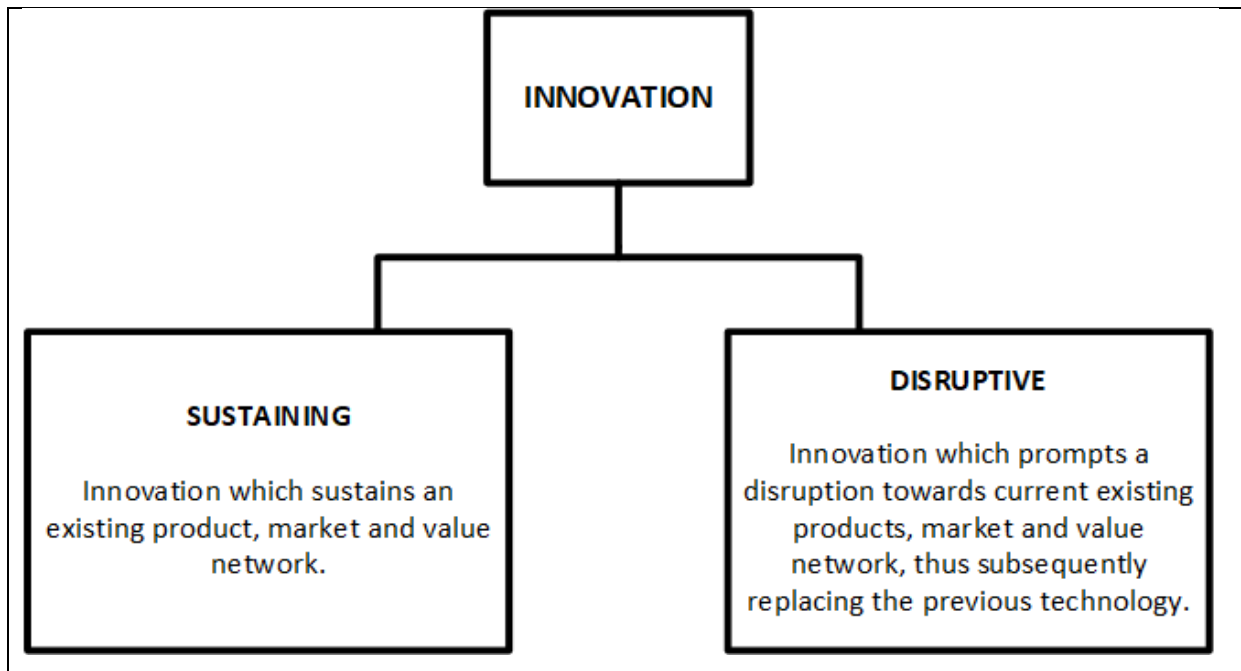 INNOVATION
SUSTAINING
Innovation which sustains an
existing product, market and value
network.
DISRUPTIVE
Innovation which prompts a
disruption towards current existing
products, market and value
network, thus subsequently
replacing the previous technology.